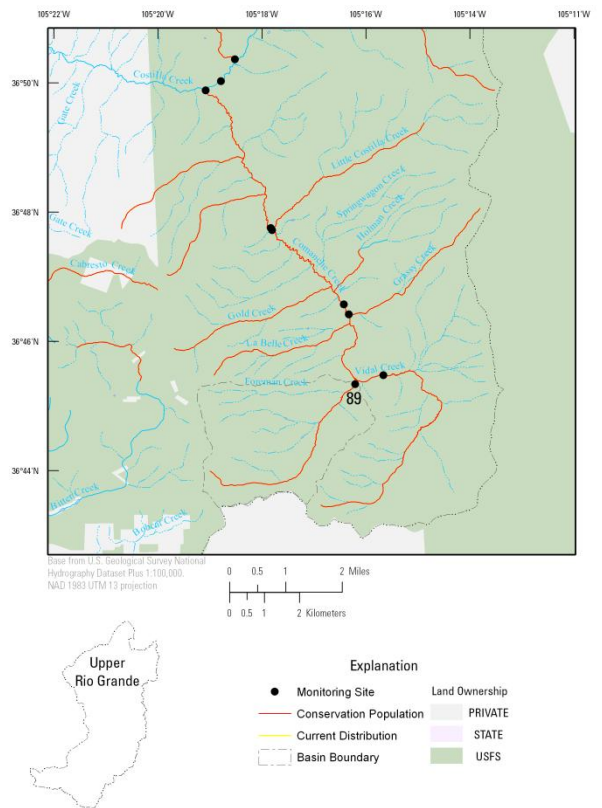 105°22'W
105°20'W
105°18'W
105°16'W
105°14'W
105°11'W
36°50'N
36°48'N
36°46'N
36°44'N
Costilla Creek
Gate Creek
Little Costilla Creek
Springwagon Creek
Holman Creek
Gate Creek
Comanche Creek
Grassy Creek
Cabresto Creek
Gold Creek
La Belle Creek
Vidal Creek
Foreman Creek
89
Bitter Creek
Bobcat Creek
Base from U.S. Geological Survey National
Hydrography Dataset Plus 1:100,000.
NAD 1983 UTM 13 projection
0 0.5 1 2 Miles
0 0.5 1 2 Kilometers
Upper
Rio Grande
Explanation
Monitoring Site
Conservation Population
Current Distribution
Basin Boundary
Land Ownership
PRIVATE
STATE
USFS